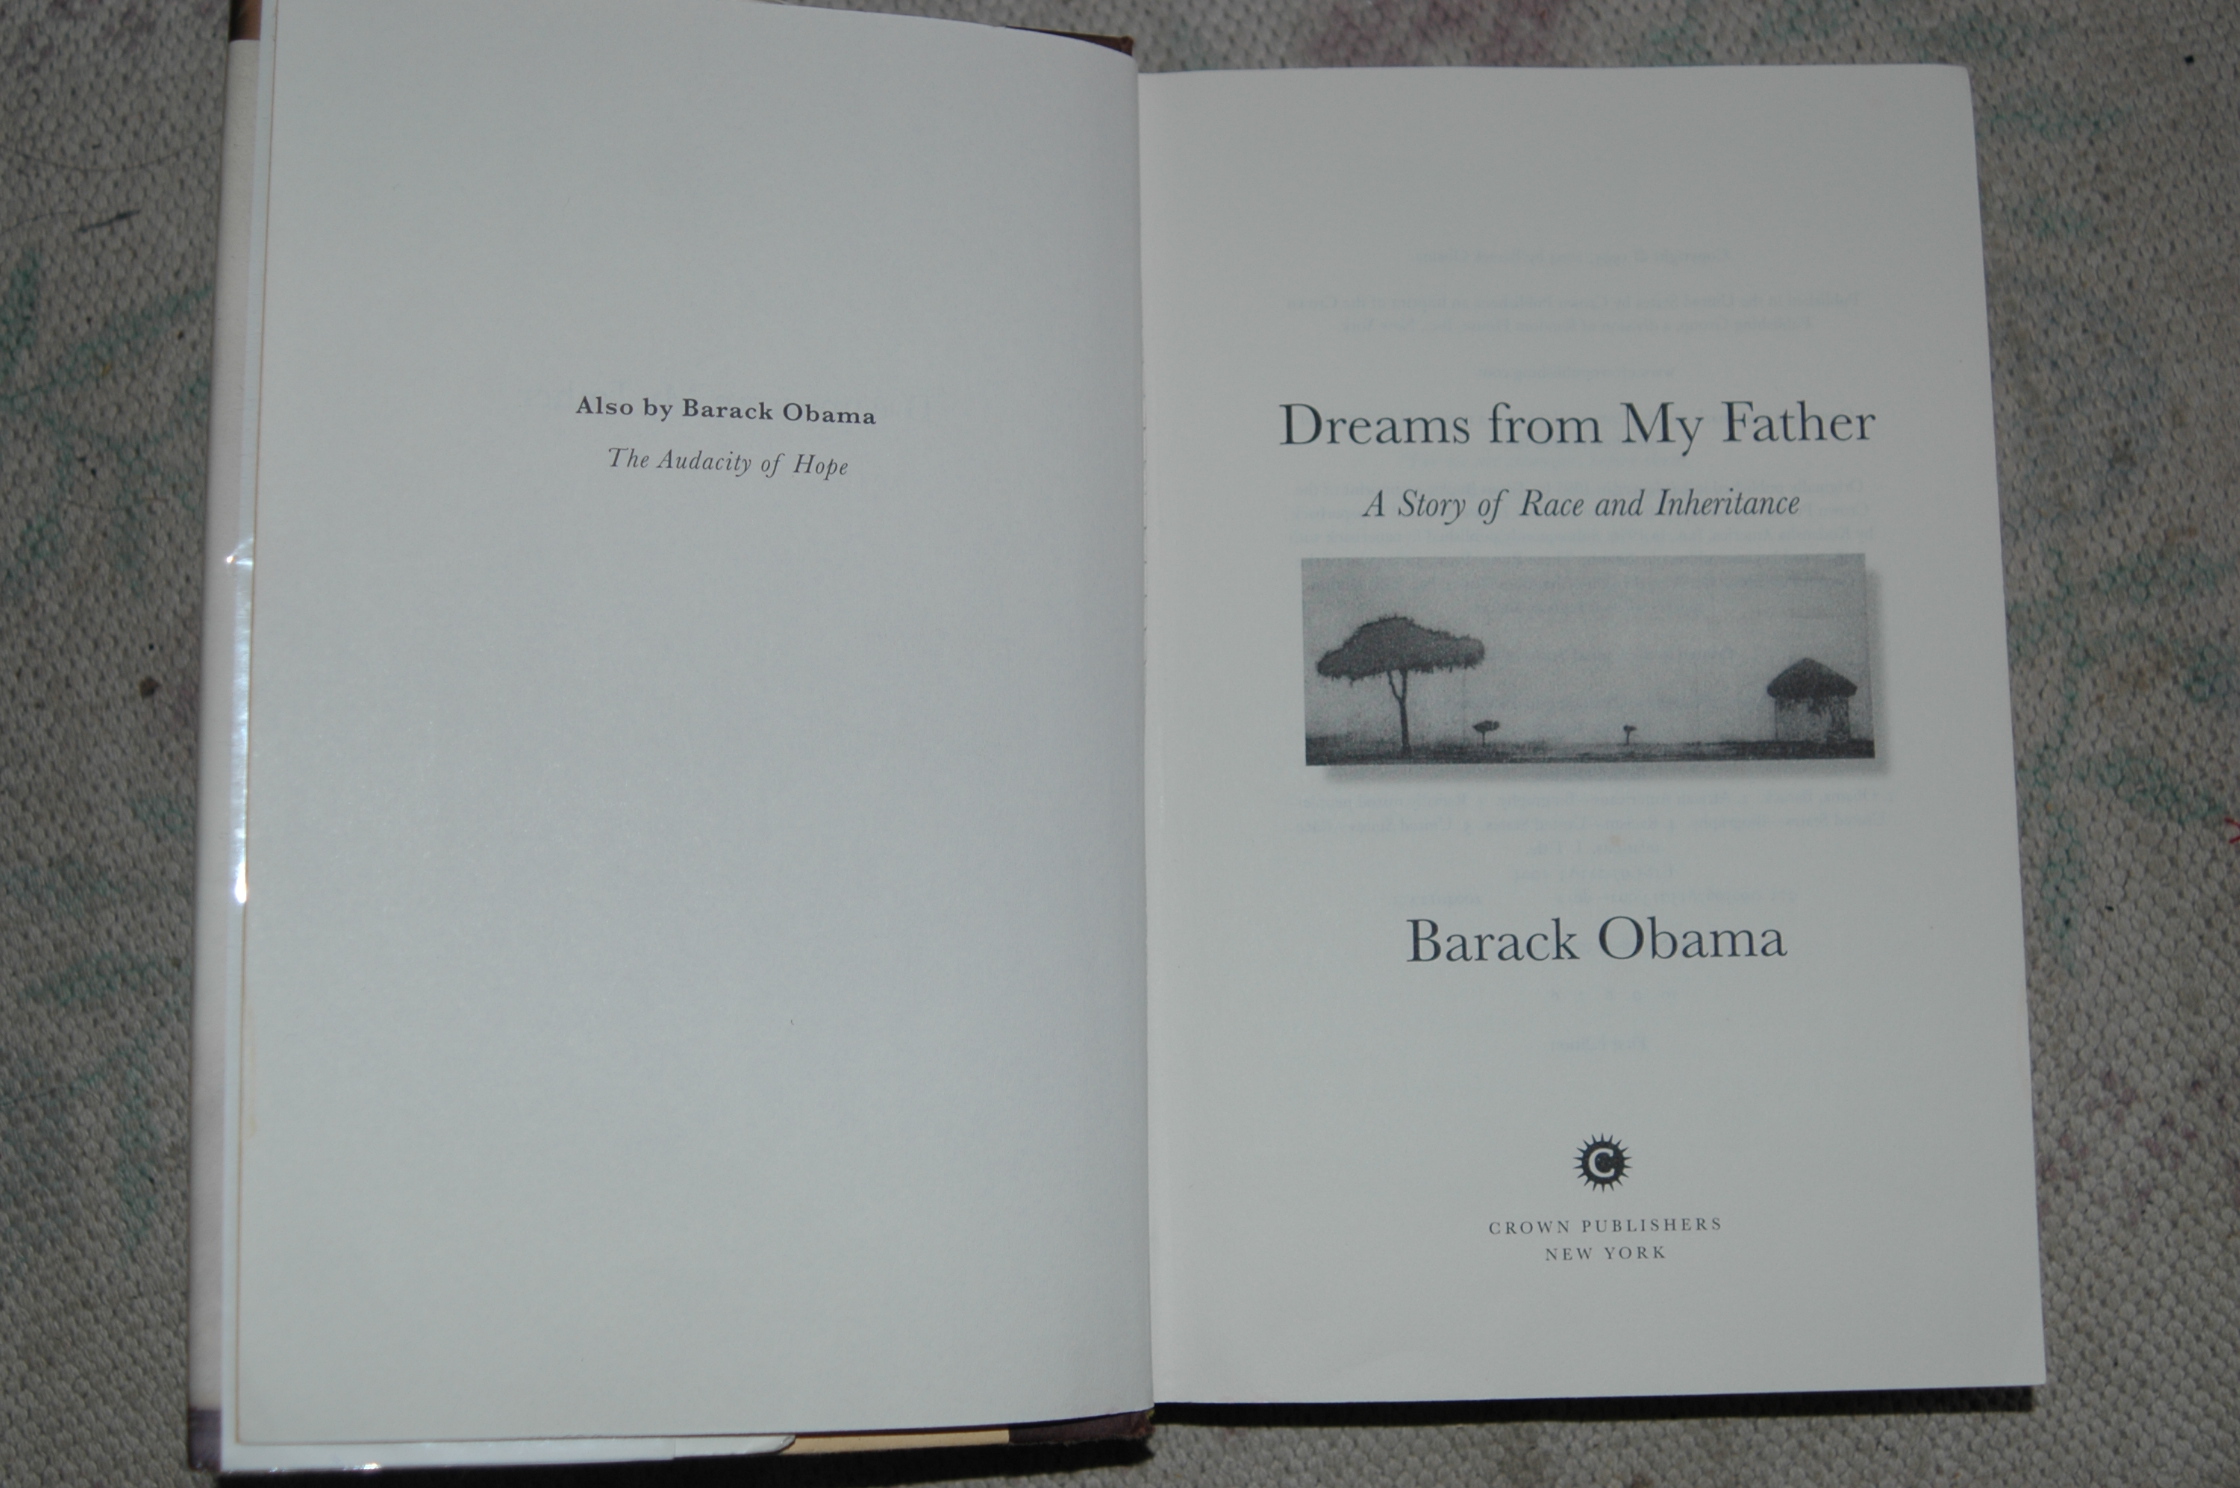 Also by Barack Obama
The Audacity of Hope
Dreams from My Father
A Story of Race and Inheritance
Barack Obama
C
CROWN PUBLISHERS
NEW YORK